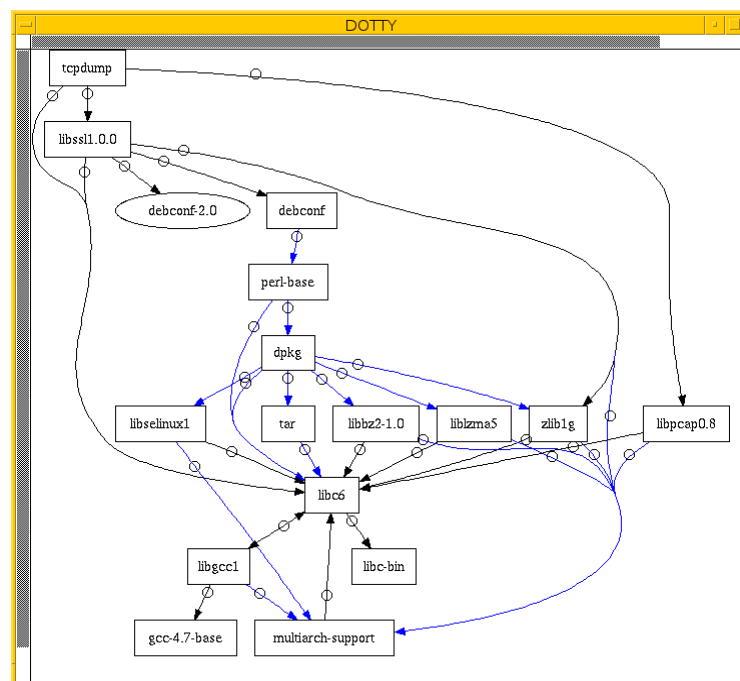 DOTTY
tcpdump
libssl1.0.0
debconf-2.0
debconf
perl-base
dpkg
libselinux1
tar
libbz2-1.0
liblzma5
zlib1g
libpcap0.8
libc6
libgcc1
libc-bin
gcc-4.7-base
multiarch-support